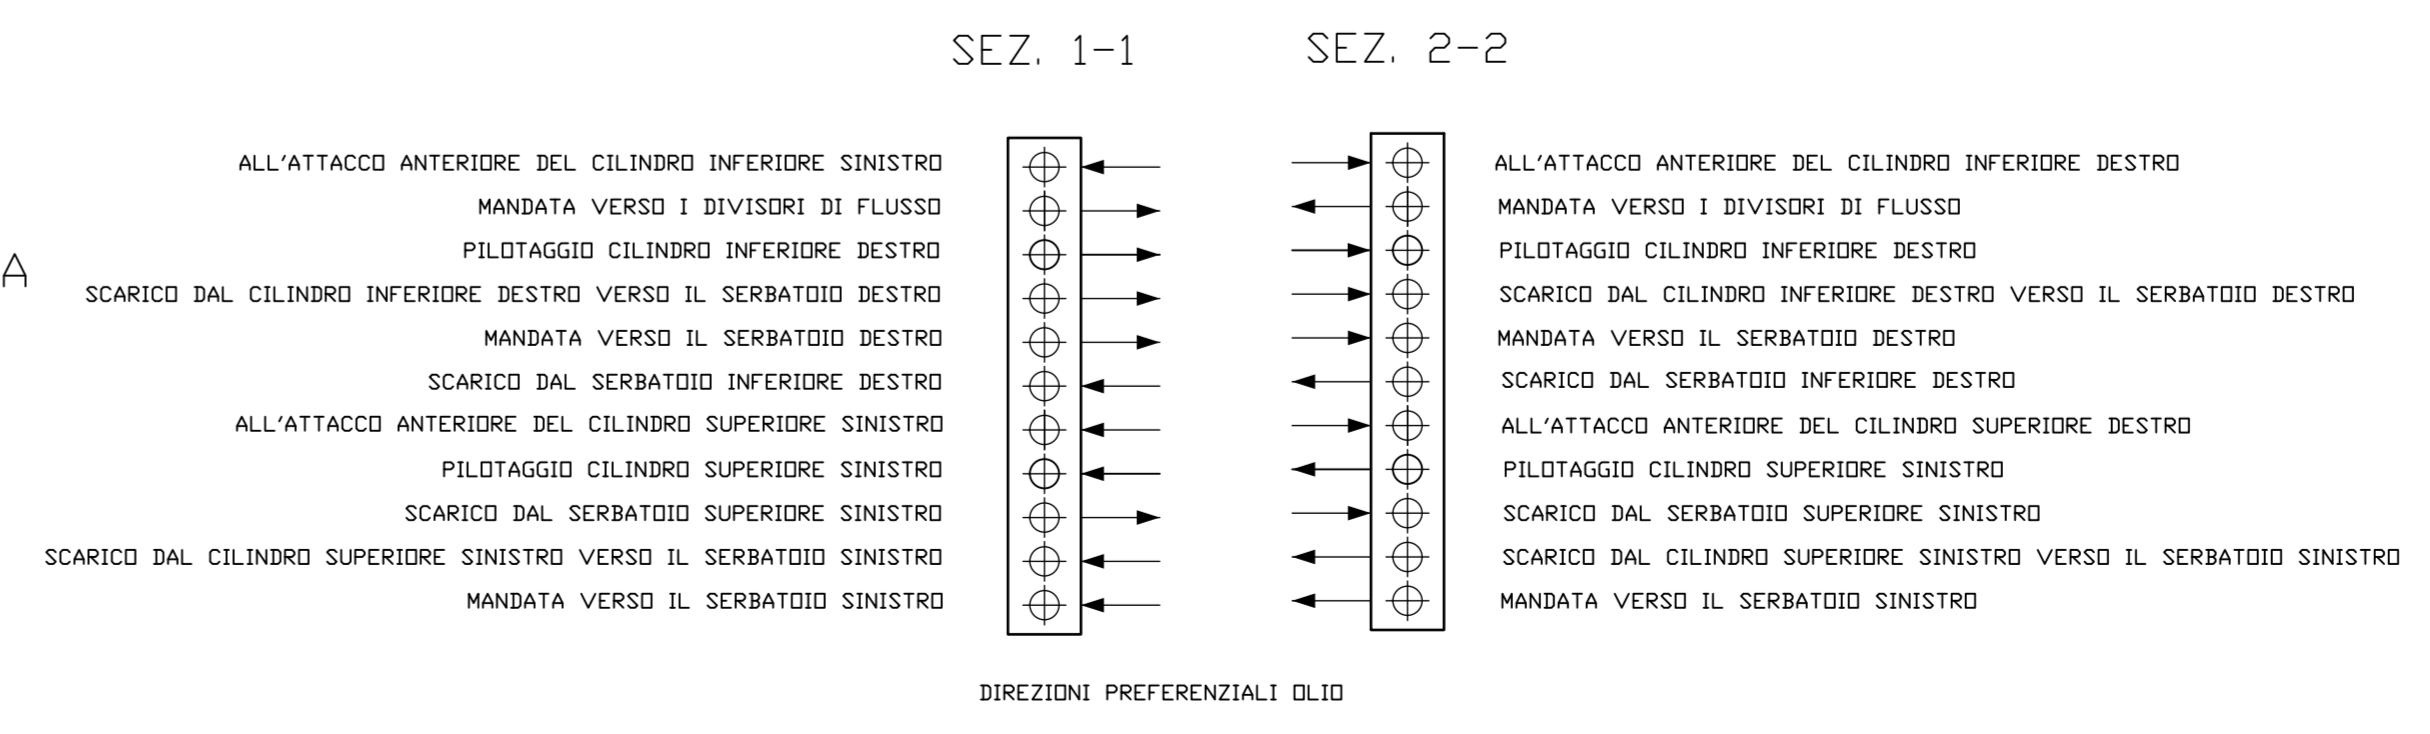 SEZ. 1-1
SEZ. 2-2
ALL'ATTACCO ANTERIORE DEL CILINDRO INFERIORE SINISTRO
MANDATA VERSO I DIVISORI DI FLUSSO
PILOTAGGIO CILINDRO INFERIORE DESTRO
A
SCARICO DAL CILINDRO INFERIORE DESTRO VERSO IL SERBATOIO DESTRO
MANDATA VERSO IL SERBATOIO DESTRO
SCARICO DAL SERBATOIO INFERIORE DESTRO
ALL'ATTACCO ANTERIORE DEL CILINDRO SUPERIORE SINISTRO
PILOTAGGIO CILINDRO SUPERIORE SINISTRO
SCARICO DAL SERBATOIO SUPERIORE SINISTRO
SCARICO DAL CILINDRO SUPERIORE SINISTRO VERSO IL SERBATOIO SINISTRO
MANDATA VERSO IL SERBATOIO SINISTRO
ALL'ATTACCO ANTERIORE DEL CILINDRO INFERIORE DESTRO
MANDATA VERSO I DIVISORI DI FLUSSO
PILOTAGGIO CILINDRO INFERIORE DESTRO
SCARICO DAL CILINDRO INFERIORE DESTRO VERSO IL SERBATOIO DESTRO
MANDATA VERSO IL SERBATOIO DESTRO
SCARICO DAL SERBATOIO INFERIORE DESTRO
ALL'ATTACCO ANTERIORE DEL CILINDRO SUPERIORE DESTRO
PILOTAGGIO CILINDRO SUPERIORE SINISTRO
SCARICO DAL SERBATOIO SUPERIORE SINISTRO
SCARICO DAL CILINDRO SUPERIORE SINISTRO VERSO IL SERBATOIO SINISTRO
MANDATA VERSO IL SERBATOIO SINISTRO
DIREZIONI PREFERENZIALI OLIO